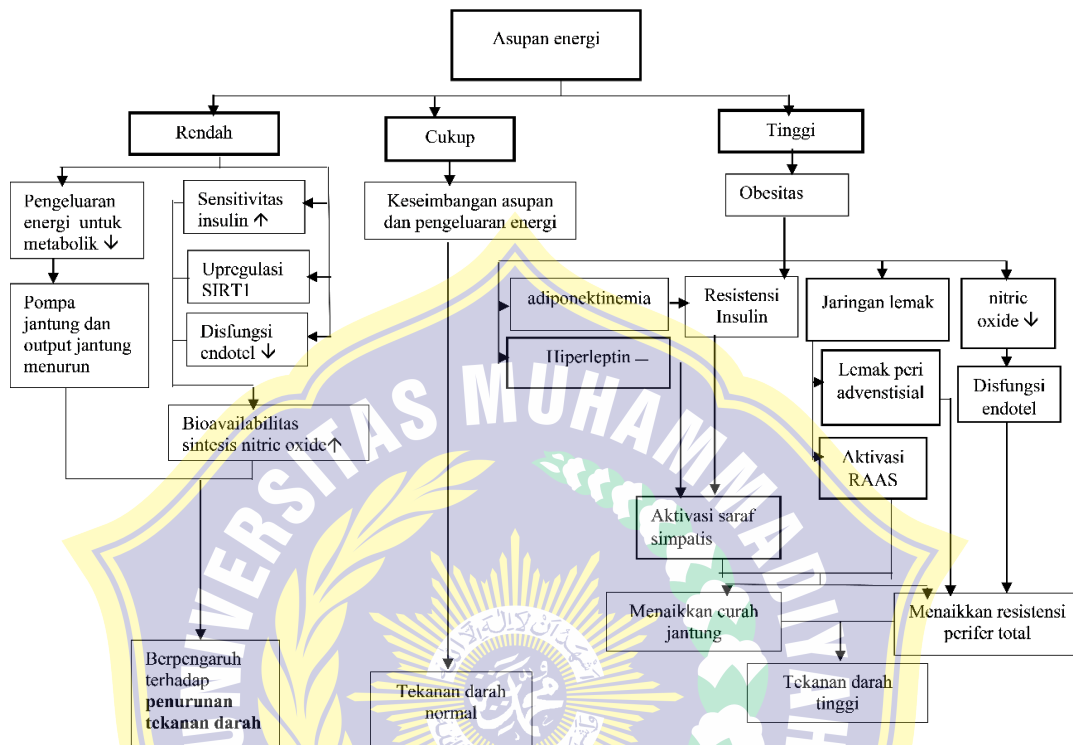 Asupan energi
Rendah
Cukup
Tinggi
Pengeluaran
energi untuk
metabolik ↓
Sensitivitas
insulin ↑
Keseimbangan asupan
dan pengeluaran energi
Obesitas
Upregulasi
SIRT1
Pompa
jantung dan
output jantung
menurun
Disfungsi
endotel ↓
adiponektinemia
Resistensi
Insulin
Jaringan lemak
nitric
oxide ↓
Hiperleptin –
Lemak peri
advenstisial
Disfungsi
endotel
Bioavailabilitas
sintesis nitric oxide↑
Aktivasi
RAAS
Aktivasi saraf
simpatis
Menaikkan curah
jantung
Menaikkan resistensi
perifer total
Berpengaruh
terhadap
penurunan
tekanan darah
Tekanan darah
normal
Tekanan darah
tinggi
UNIVERSITAS MUHAMMADIYAH